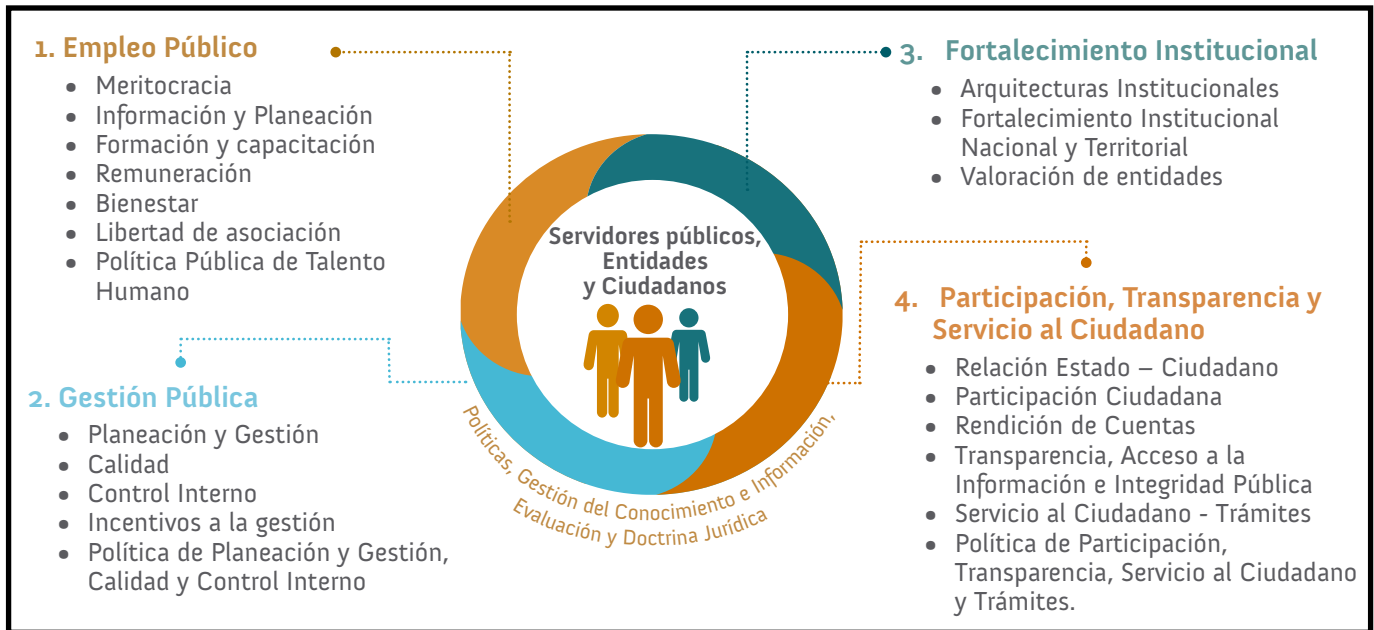 1. Empleo Público
• Meritocracia
• Información y Planeación
• Formación y capacitación
• Remuneración
• Bienestar
• Libertad de asociación
• Política Pública de Talento
Humano
2. Gestión Pública
• Planeación y Gestión
• Calidad
• Control Interno
• Incentivos a la gestión
• Política de Planeación y Gestión,
Calidad y Control Interno
Servidores públicos,
Entidades
y Ciudadanos
Políticas, Gestión del Conocimiento e Información,
Evaluación y Doctrina Jurídica
3. Fortalecimiento Institucional
• Arquitecturas Institucionales
• Fortalecimiento Institucional
Nacional y Territorial
• Valoración de entidades
4. Participación, Transparencia y
Servicio al Ciudadano
• Relación Estado – Ciudadano
• Participación Ciudadana
• Rendición de Cuentas
• Transparencia, Acceso a la
Información e Integridad Pública
• Servicio al Ciudadano - Trámites
• Política de Participación,
Transparencia, Servicio al Ciudadano
y Trámites.